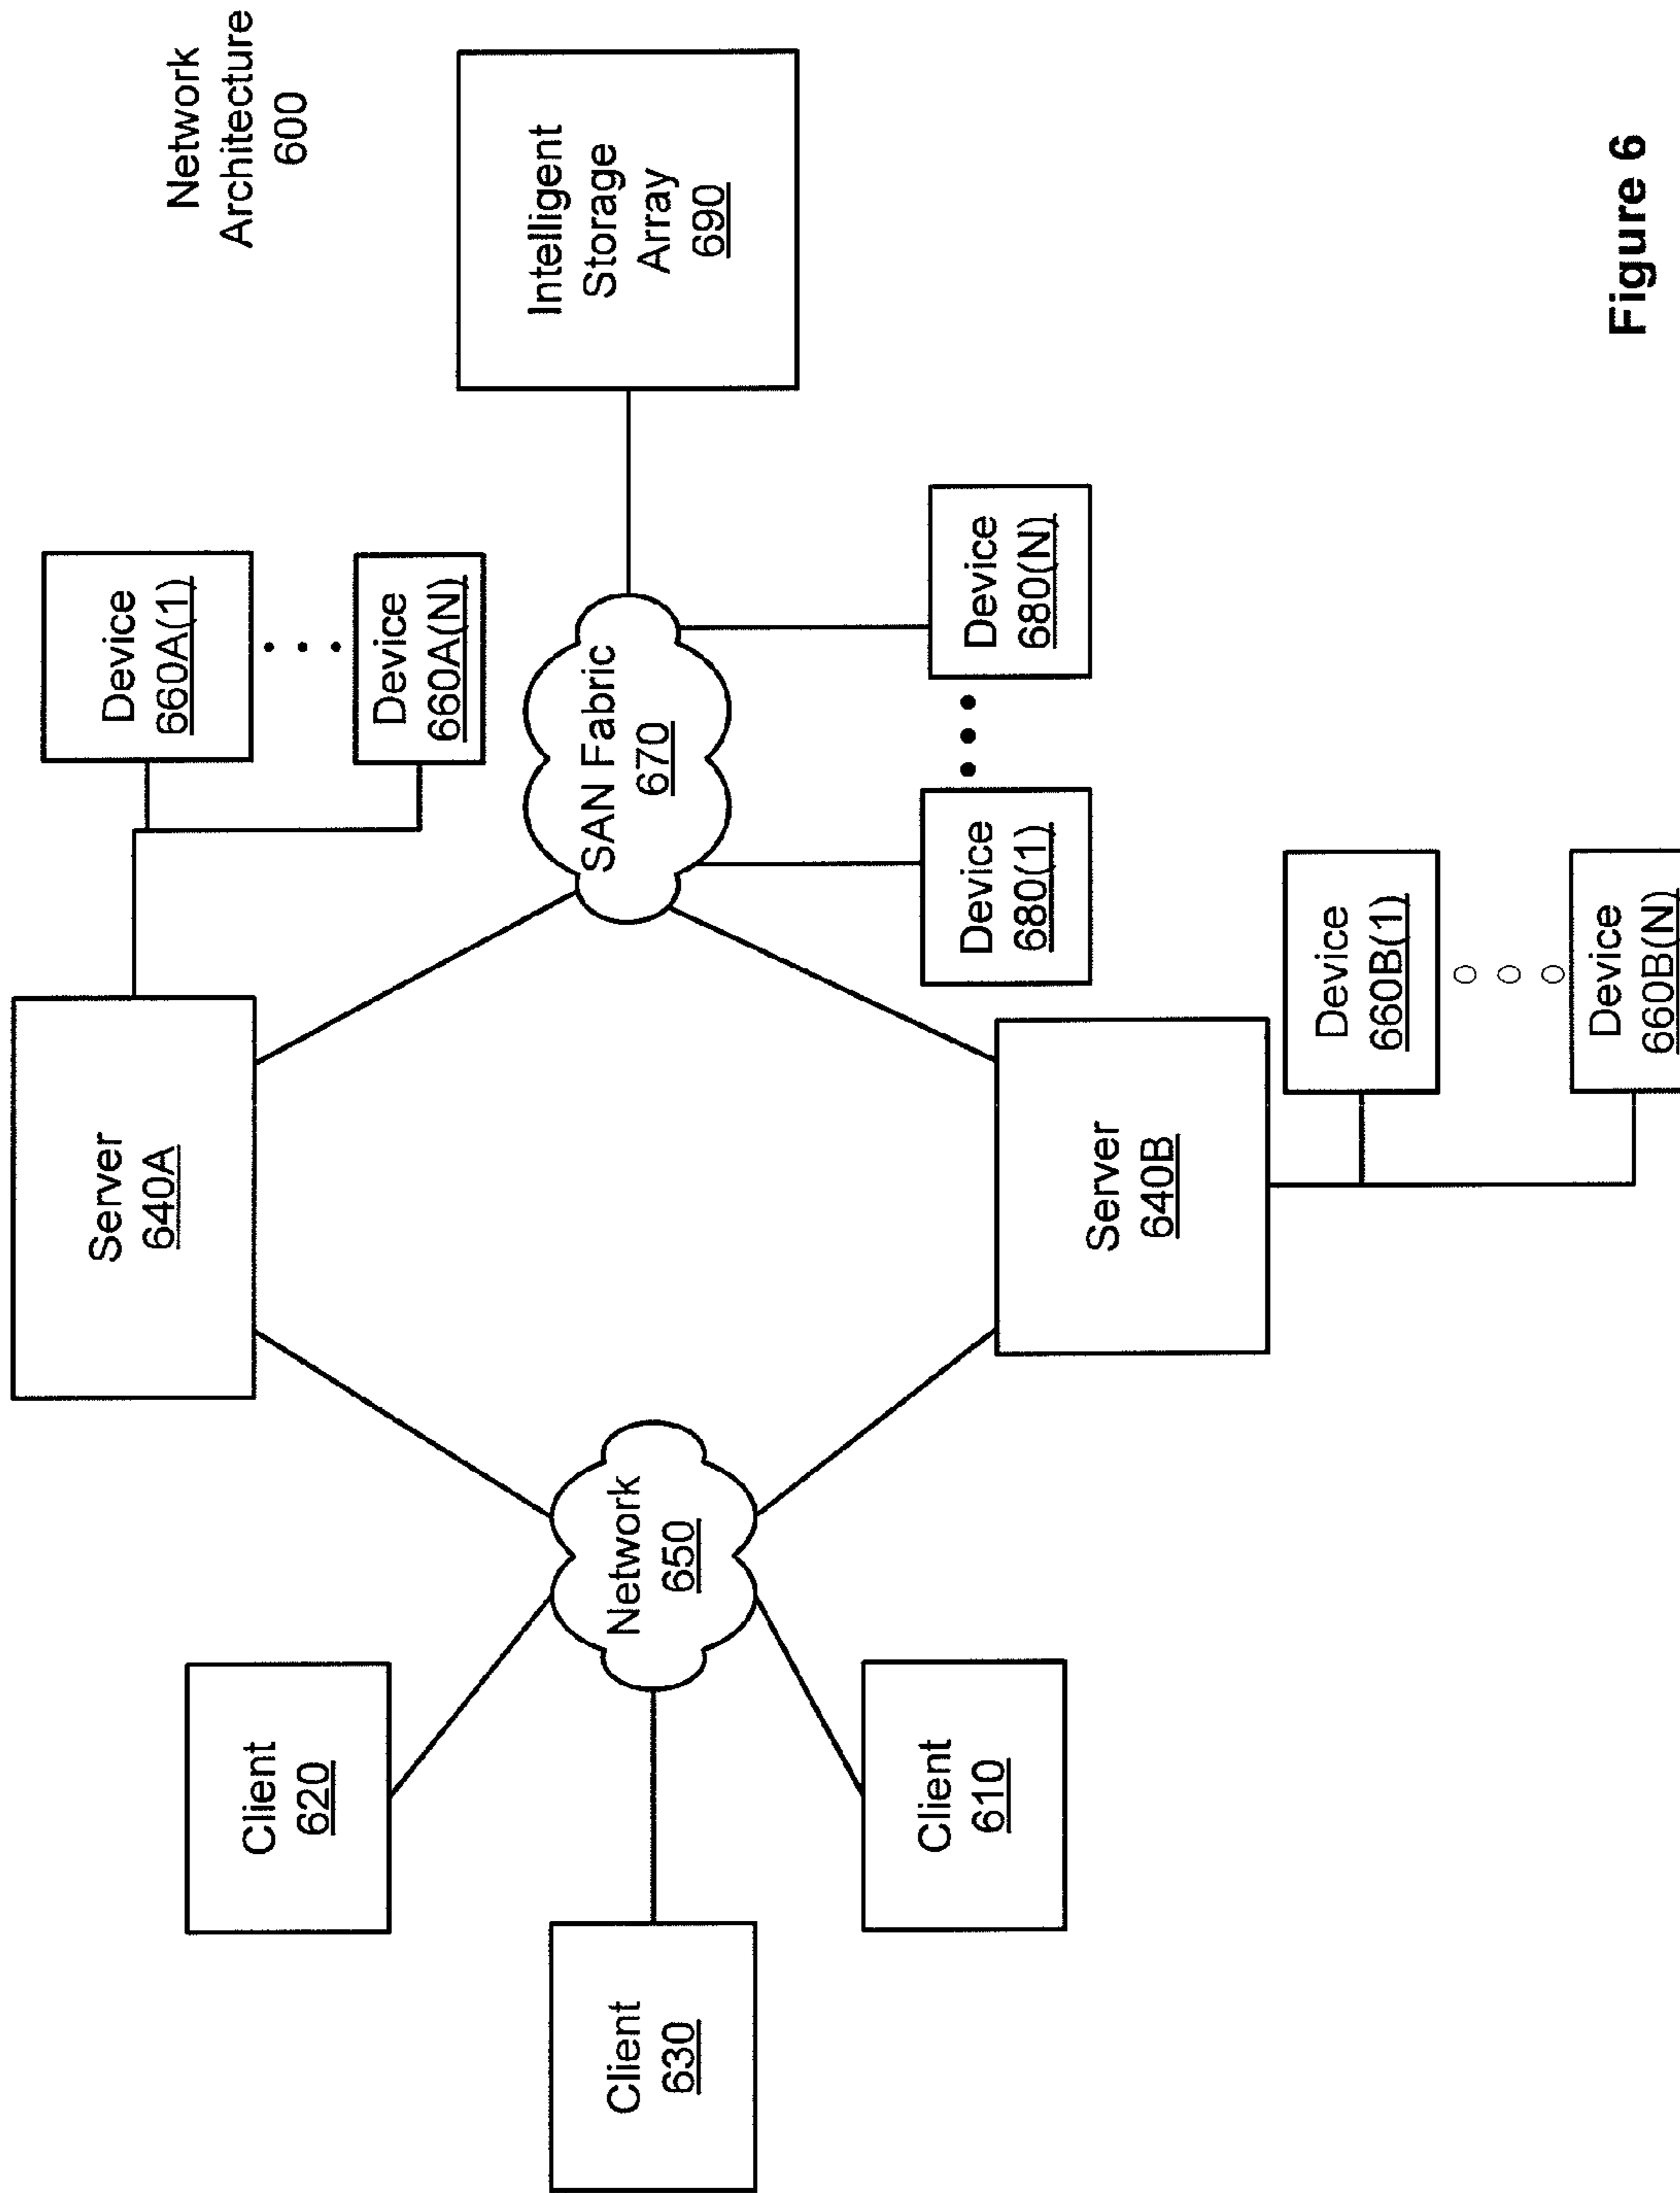 Network
Architecture
600
Client
620
Client
630
Client
610
Network
650
Server
640A
Server
640B
Device
660A(1)
Device
660A(N)
SAN Fabric
670
Intelligent
Storage
Array
690
Device
680(1)
Device
680(N)
Device
660B(1)
Device
660B(N)
Figure 6